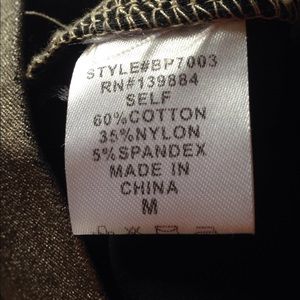 STYLE#BP7003
RN#139884
SELF
60%COTTON
35%NYLON
5%SPANDEX
MADE IN
CHINA
M